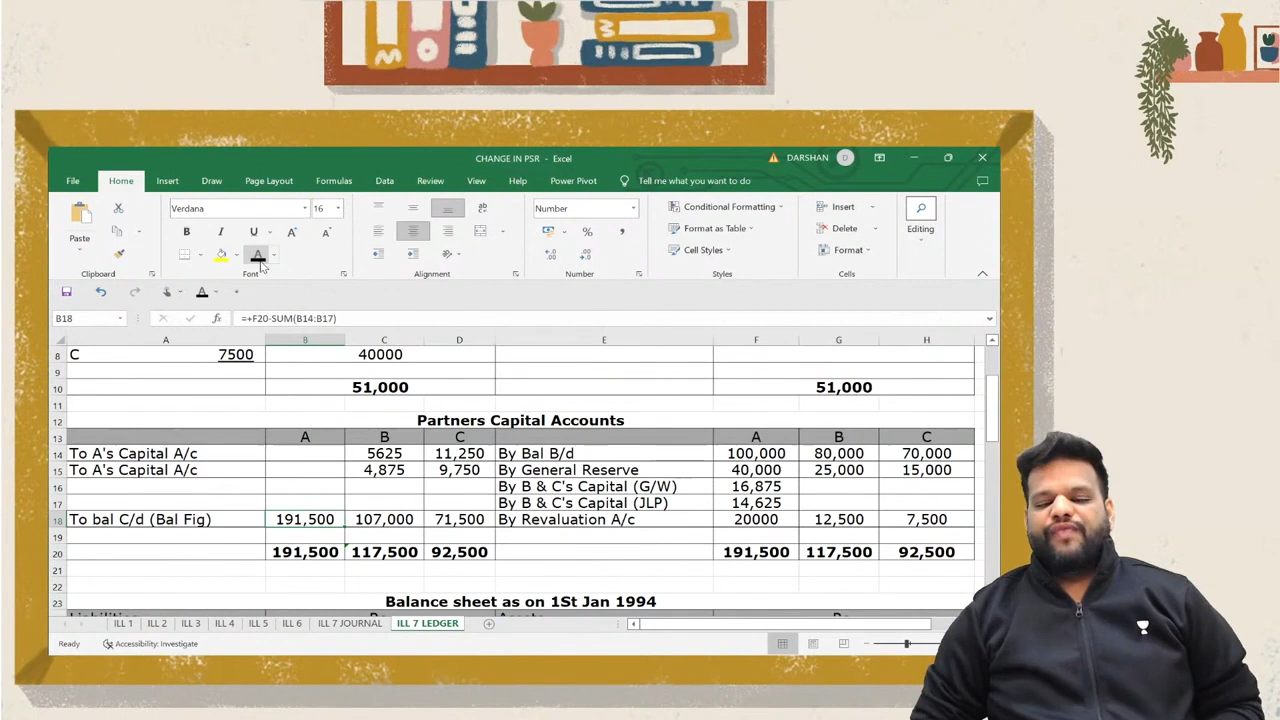 CHANGE IN PSR - Excel
DARSHAN D
File Home Insert Draw Page Layout Formulas Data Review View Help Power Pivot Tell me what you want to do
Verdana 16 Number Conditional Formatting Insert
Paste B I U A A Format as Table Delete Editing
A % , Cell Styles Format
Clipboard Font Alignment Number Styles Cells
A
B18 fx =+F20-SUM(B14:B17)
A B C D E F G H
8 C 7500 40000
9
10 51,000 51,000
11
12 Partners Capital Accounts
13 A B C A B C
14 To A's Capital A/c 5625 11,250 By Bal B/d 100,000 80,000 70,000
15 To A's Capital A/c 4,875 9,750 By General Reserve 40,000 25,000 15,000
16 By B & C's Capital (G/W) 16,875
17 By B & C's Capital (JLP) 14,625
18 To bal C/d (Bal Fig) 191,500 107,000 71,500 By Revaluation A/c 20000 12,500 7,500
19
20 191,500 117,500 92,500 191,500 117,500 92,500
21
22
23 Balance sheet as on 1St Jan 1994
ILL 1 ILL 2 ILL 3 ILL 4 ILL 5 ILL 6 ILL 7 JOURNAL ILL 7 LEDGER
Ready Accessibility: Investigate